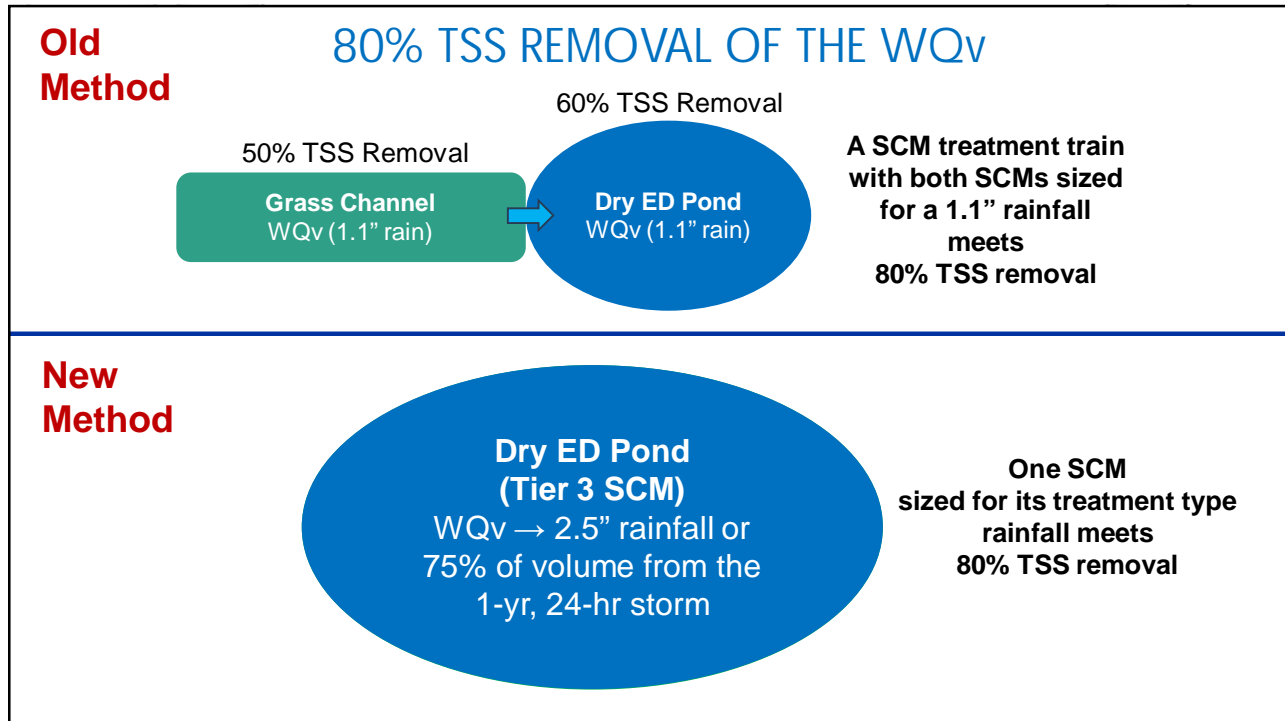 Old
Method
80% TSS REMOVAL OF THE WQv
60% TSS Removal
50% TSS Removal
Grass Channel
WQv (1.1” rain)
Dry ED Pond
WQv (1.1” rain)
A SCM treatment train
with both SCMs sized
for a 1.1” rainfall
meets
80% TSS removal
New
Method
Dry ED Pond
(Tier 3 SCM)
WQv → 2.5” rainfall or
75% of volume from the
1-yr, 24-hr storm
One SCM
sized for its treatment type
rainfall meets
80% TSS removal